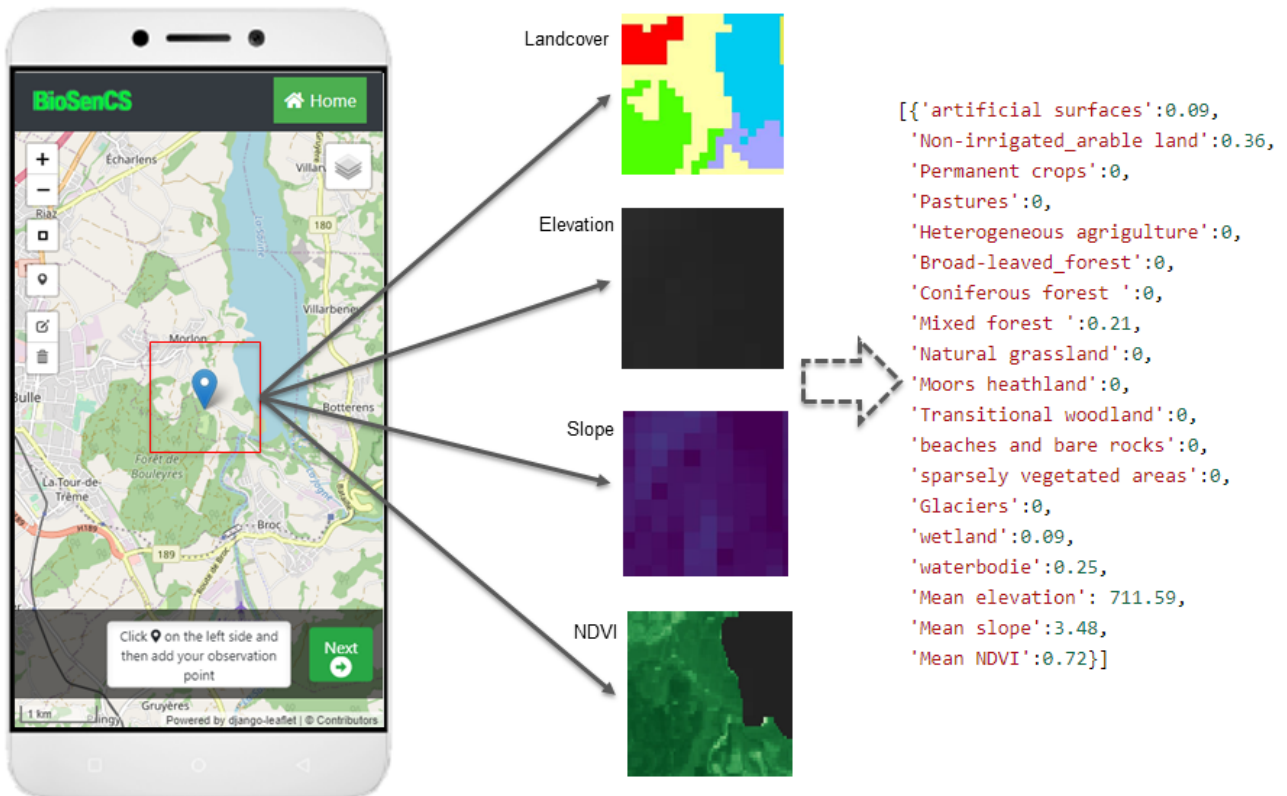 BioSenCS
Home
Écharlens
Riaz
180
Villarbeney
Morlon
Bulle
Botterens
Forêt de
Bouleyres
La Tour-de-
Trême
H189
Broc
189
Route de Broc
Click on the left side and
then add your observation
point
Next
1 km
Gruyères
Powered by django-leaflet | © Contributors
Landcover
Elevation
Slope
NDVI
[{'artificial surfaces':0.09,
'Non-irrigated_arable land':0.36,
'Permanent crops':0,
'Pastures':0,
'Heterogeneous agrigulture':0,
'Broad-leaved_forest':0,
'Coniferous forest ':0,
'Mixed forest ':0.21,
'Natural grassland':0,
'Moors heathland':0,
'Transitional woodland':0,
'beaches and bare rocks':0,
'sparsely vegetated areas':0,
'Glaciers':0,
'wetland':0.09,
'waterbodie':0.25,
'Mean elevation': 711.59,
'Mean slope':3.48,
'Mean NDVI':0.72}]